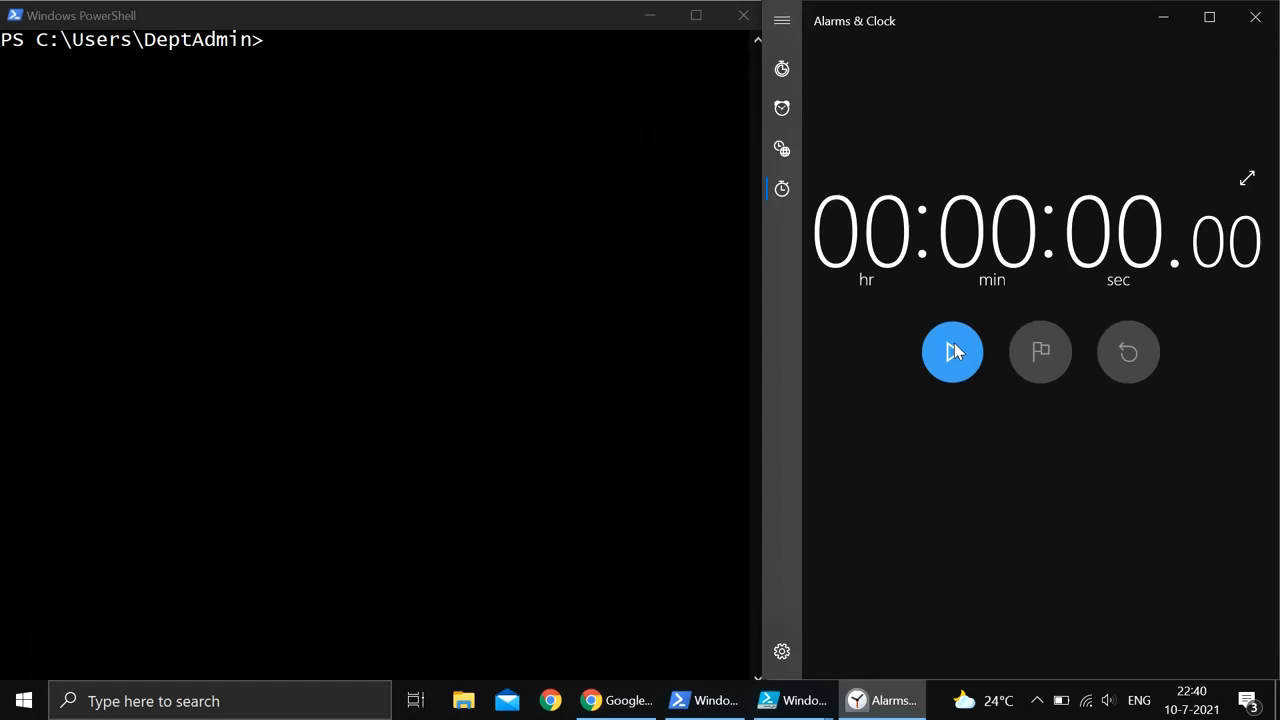 Windows PowerShell
PS C:\Users\DeptAdmin>
Alarms & Clock
00:00:00.00
hr min sec
Type here to search
Google...
Windo...
Windo...
Alarms...
24°C
ENG
22:40
10-7-2021
3